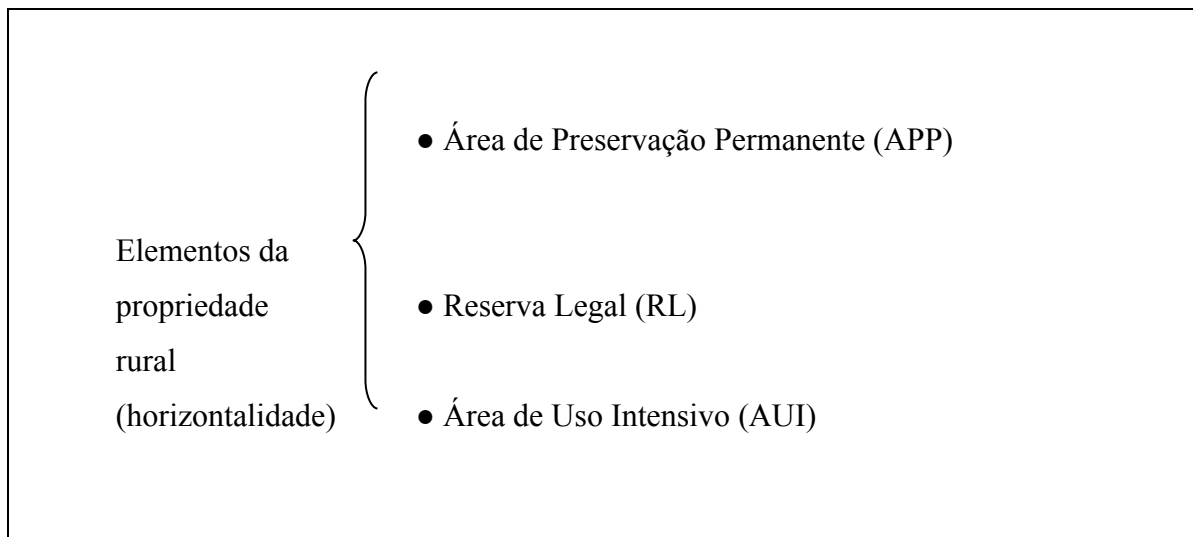 ● Área de Preservação Permanente (APP)
Elementos da
propriedade
● Reserva Legal (RL)
rural
(horizontalidade)
● Área de Uso Intensivo (AUI)